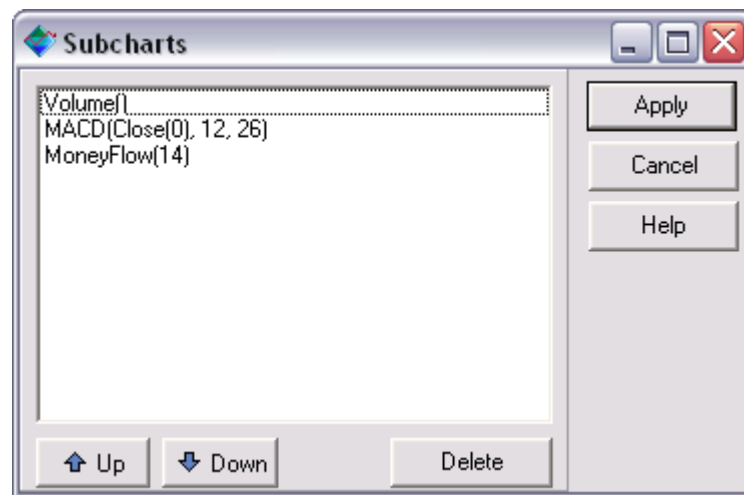 Subcharts
Volume()
MACD(Close(0), 12, 26)
MoneyFlow(14)
Apply
Cancel
Help
Up
Down
Delete